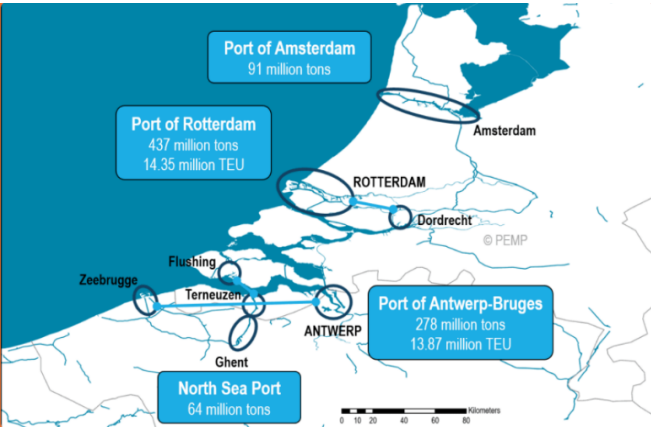 Port of Amsterdam
91 million tons
Amsterdam
Port of Rotterdam
437 million tons
14.35 million TEU
ROTTERDAM
Dordrecht
© PEMP
Flushing
Zeebrugge
Terneuzen
ANTWERP
Port of Antwerp-Bruges
278 million tons
13.87 million TEU
Ghent
North Sea Port
64 million tons
Kilometers
0 10 20 40 60 80